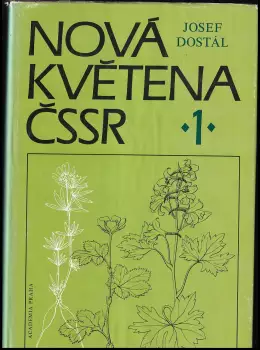 NOVÁ
KVĚTENA
ČSSR
JOSEF
DOSTÁL
·1·
ACADEMIA PRAHA